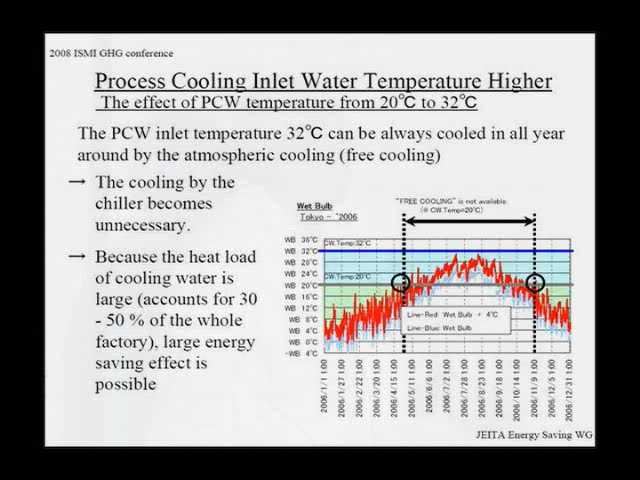 2008 ISMI GHG conference
Process Cooling Inlet Water Temperature Higher
The effect of PCW temperature from 20℃ to 32℃
The PCW inlet temperature 32℃ can be always cooled in all year
around by the atmospheric cooling (free cooling)
→ The cooling by the
chiller becomes
unnecessary.
→ Because the heat load
of cooling water is
large (accounts for 30
- 50 % of the whole
factory), large energy
saving effect is
possible
Wet Bulb
Tokyo - '2006
"FREE COOLING" is not available.
(@ CW.Temp=20℃)
WB 36℃
WB 32℃
WB 28℃
WB 24℃
WB 20℃
WB 16℃
WB 12℃
WB 8℃
WB 4℃
WB 0℃
-WB 4℃
CW.Temp:32℃
CW.Temp:20℃
Line-Red: Wet Bulb + 4℃
Line-Blue: Wet Bulb
2006/1/1 1:00
2006/1/27 1:00
2006/2/22 1:00
2006/3/20 1:00
2006/4/15 1:00
2006/5/11 1:00
2006/6/6 1:00
2006/7/2 1:00
2006/7/28 1:00
2006/8/23 1:00
2006/9/18 1:00
2006/10/14 1:00
2006/11/9 1:00
2006/12/5 1:00
2006/12/31 1:00
JEITA Energy Saving WG